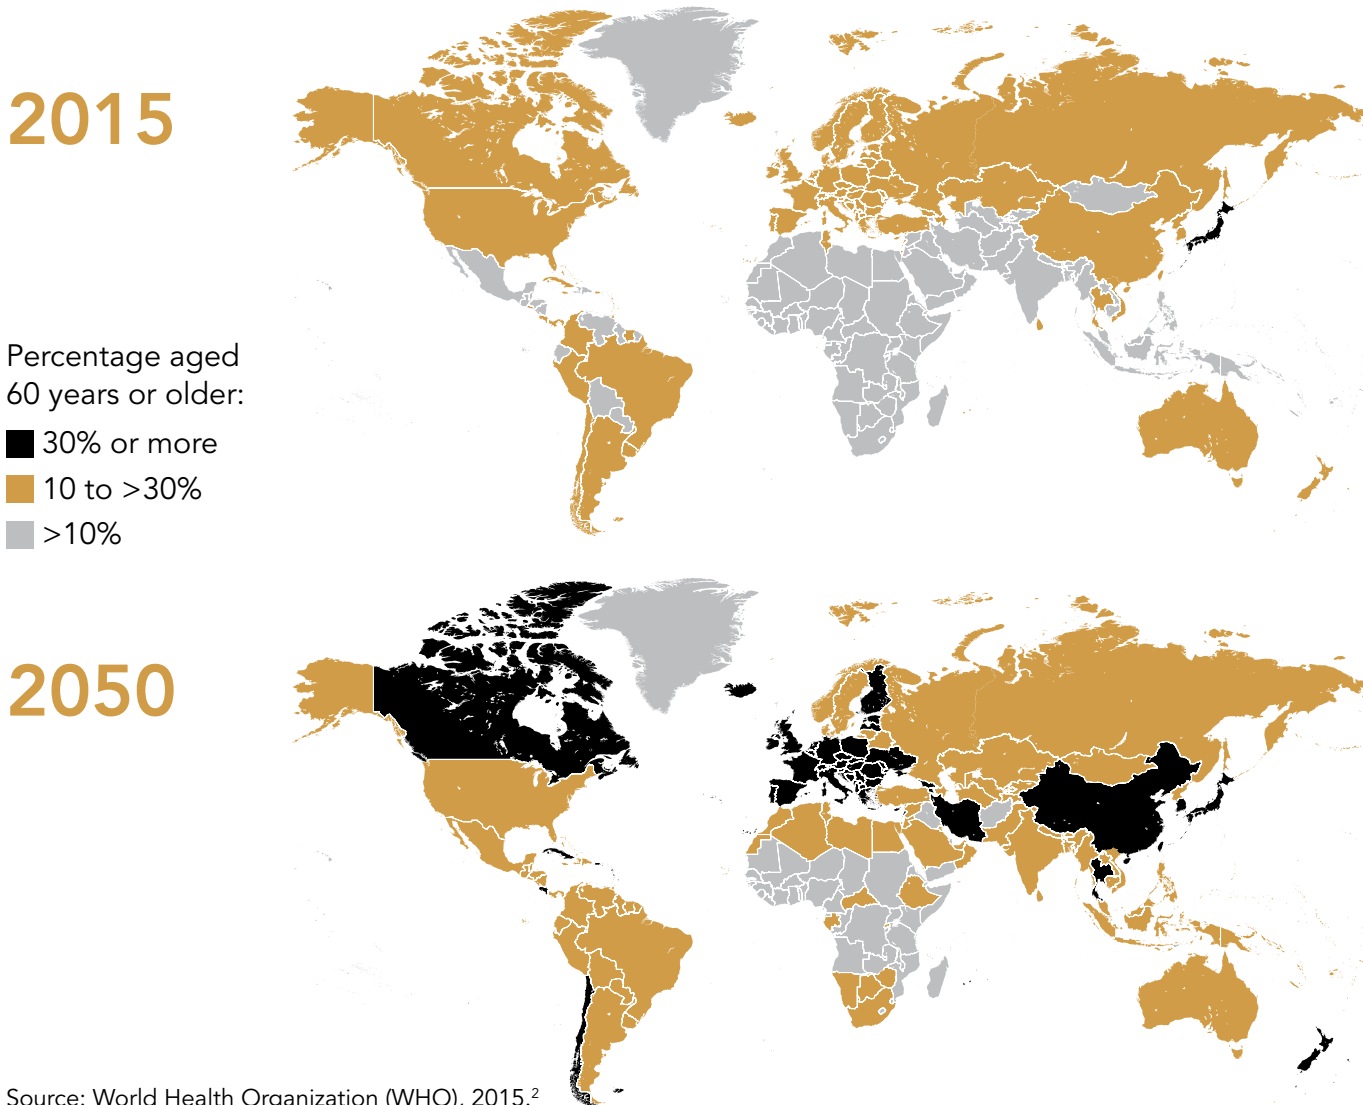 2015
Percentage aged
60 years or older:
30% or more
10 to >30%
>10%
2050
Source: World Health Organization (WHO), 2015.²